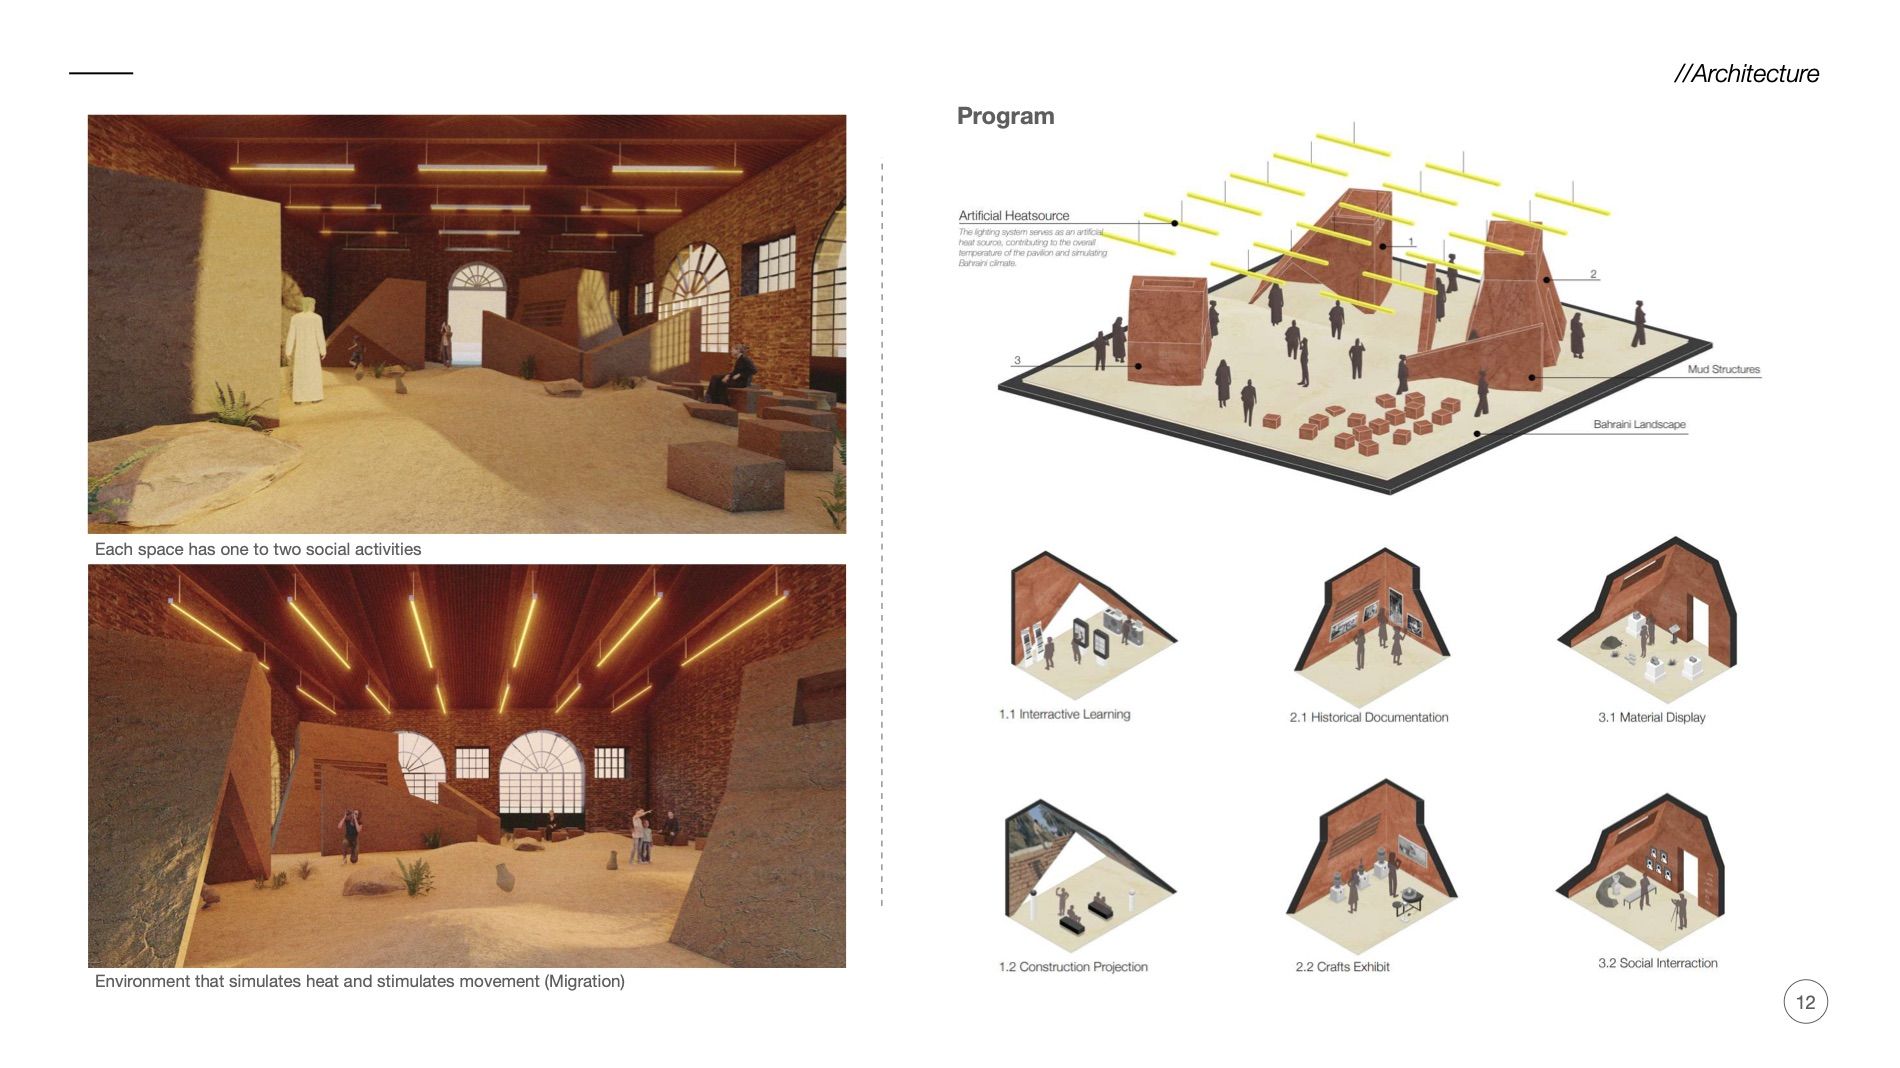 //Architecture
Program
Artificial Heatsource
The lighting system serves as an artificial
heat source, contributing to the overall
temperature of the pavilion and simulating
Bahraini climate.
1
2
3
Mud Structures
Bahraini Landscape
Each space has one to two social activities
1.1 Interractive Learning
2.1 Historical Documentation
3.1 Material Display
1.2 Construction Projection
2.2 Crafts Exhibit
3.2 Social Interraction
Environment that simulates heat and stimulates movement (Migration)
12